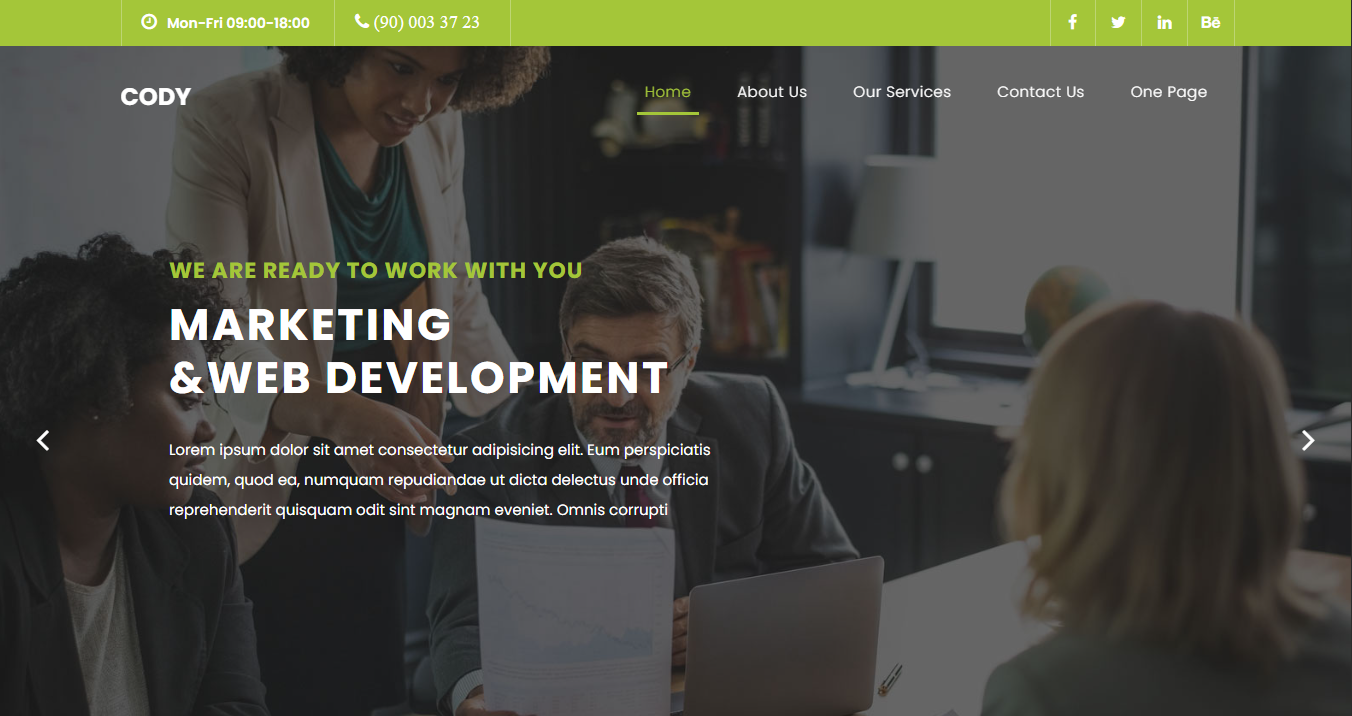 Mon-Fri 09:00-18:00
(90) 003 37 23
Bē
CODY
Home
About Us
Our Services
Contact Us
One Page
WE ARE READY TO WORK WITH YOU
MARKETING
&WEB DEVELOPMENT
Lorem ipsum dolor sit amet consectetur adipisicing elit. Eum perspiciatis
quidem, quod ea, numquam repudiandae ut dicta delectus unde officia
reprehenderit quisquam odit sint magnam eveniet. Omnis corrupti